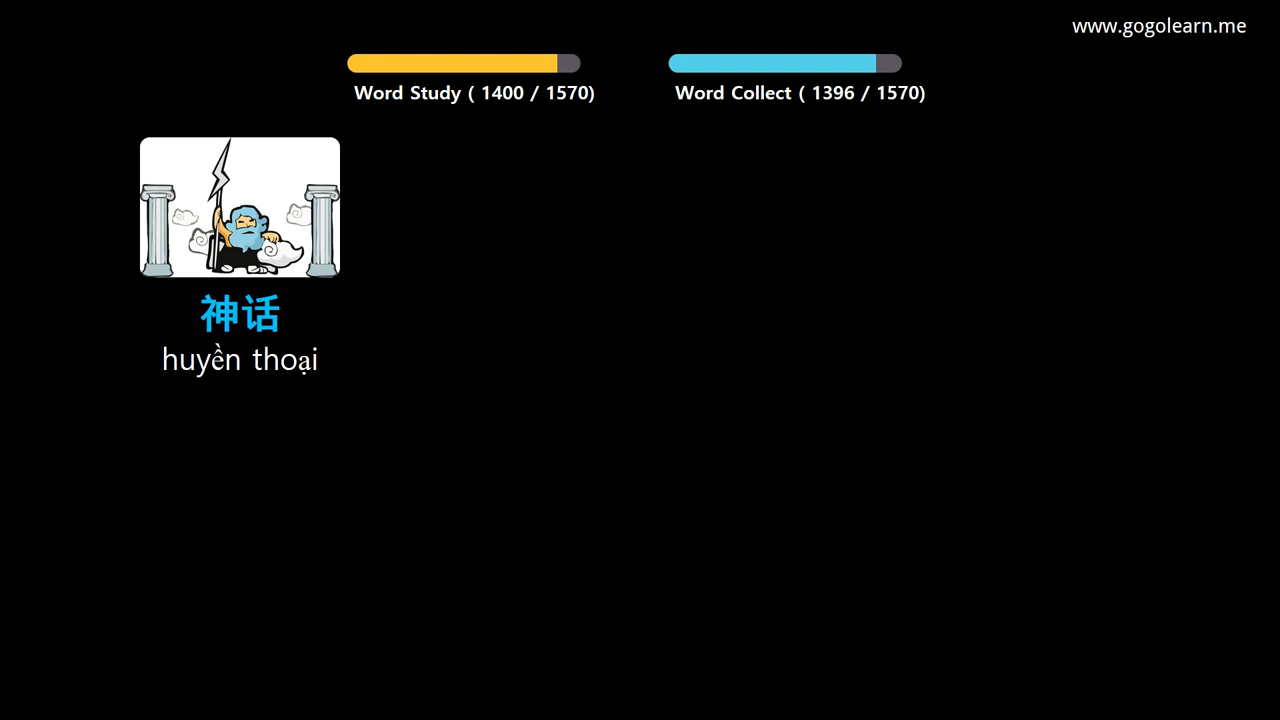 www.gogolearn.me
Word Study ( 1400 / 1570)
Word Collect ( 1396 / 1570)
神话
huyền thoại